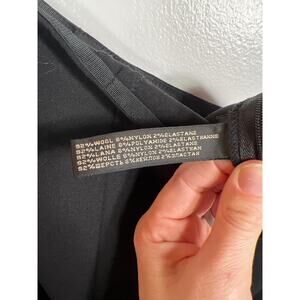 92%WOOL 6%NYLON 2%ELASTANE
92%LAINE 6%POLYAMIDE 2%ELASTHANNE
92%LANA 6%NYLON 2%ELASTANE
92%WOLLE 6%NYLON 2%ELASTAN
92%ШЕРСТЬ 6%НЕЙЛОН 2%ЭЛАСТАН